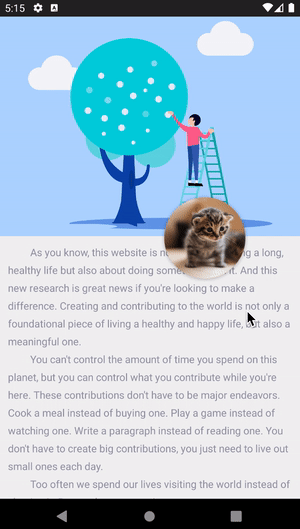 5:15
As you know, this website is no ng a long,
healthy life but also about doing some it. And this
new research is great news if you're looking to make a
difference. Creating and contributing to the world is not only a
foundational piece of living a healthy and happy life, but also a
meaningful one.
You can't control the amount of time you spend on this
planet, but you can control what you contribute while you're
here. These contributions don't have to be major endeavors.
Cook a meal instead of buying one. Play a game instead of
watching one. Write a paragraph instead of reading one. You
don't have to create big contributions, you just need to live out
small ones each day.
Too often we spend our lives visiting the world instead of